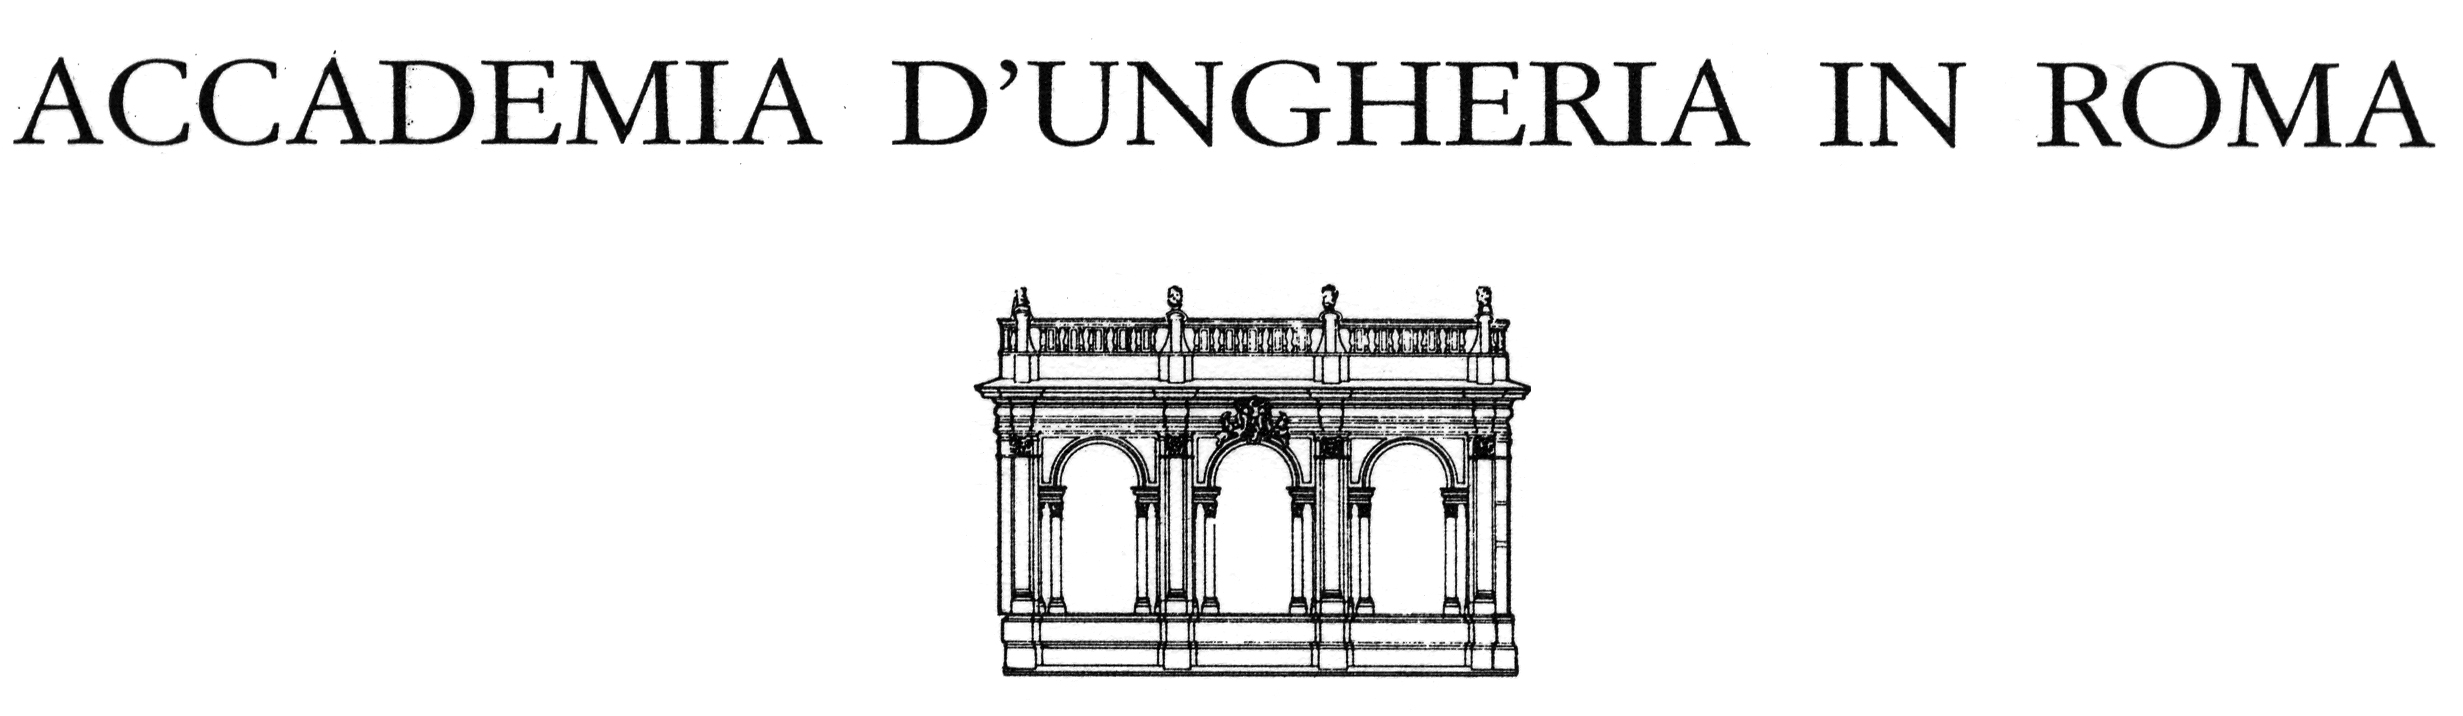 ACCADEMIA D’UNGHERIA IN ROMA